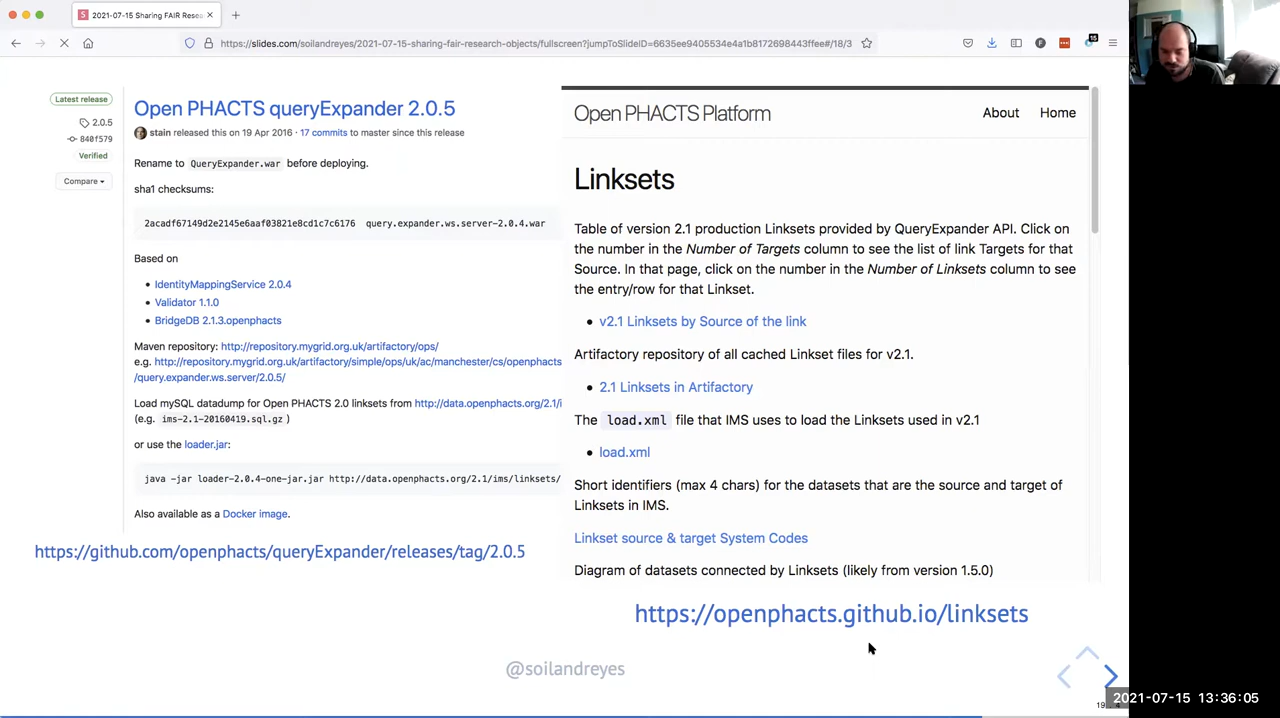 2021-07-15 Sharing FAIR Resea
https://slides.com/soilandreyes/2021-07-15-sharing-fair-research-objects/fullscreen?jumpToSlideID=6635ee9405534e4a1b8172698443ffee#/18/3
15
Latest release
2.0.5
840f579
Verified
Compare
Open PHACTS queryExpander 2.0.5
stain released this on 19 Apr 2016 · 17 commits to master since this release
Rename to QueryExpander.war before deploying.
sha1 checksums:
2acadf67149d2e2145e6aaf03821e8cd1c7c6176 query.expander.ws.server-2.0.4.war
Based on
• IdentityMappingService 2.0.4
• Validator 1.1.0
• BridgeDB 2.1.3.openphacts
Maven repository: http://repository.mygrid.org.uk/artifactory/ops/
e.g. http://repository.mygrid.org.uk/artifactory/simple/ops/uk/ac/manchester/cs/openphacts
/query.expander.ws.server/2.0.5/
Load mySQL datadump for Open PHACTS 2.0 linksets from http://data.openphacts.org/2.1/i
(e.g. ims-2.1-20160419.sql.gz )
or use the loader.jar:
java -jar loader-2.0.4-one-jar.jar http://data.openphacts.org/2.1/ims/linksets/
Also available as a Docker image.
https://github.com/openphacts/queryExpander/releases/tag/2.0.5
Open PHACTS Platform
About Home
Linksets
Table of version 2.1 production Linksets provided by QueryExpander API. Click on
the number in the Number of Targets column to see the list of link Targets for that
Source. In that page, click on the number in the Number of Linksets column to see
the entry/row for that Linkset.
• v2.1 Linksets by Source of the link
Artifactory repository of all cached Linkset files for v2.1.
• 2.1 Linksets in Artifactory
The load.xml file that IMS uses to load the Linksets used in v2.1
• load.xml
Short identifiers (max 4 chars) for the datasets that are the source and target of
Linksets in IMS.
Linkset source & target System Codes
Diagram of datasets connected by Linksets (likely from version 1.5.0)
https://openphacts.github.io/linksets
@soilandreyes
2021-07-15 13:36:05